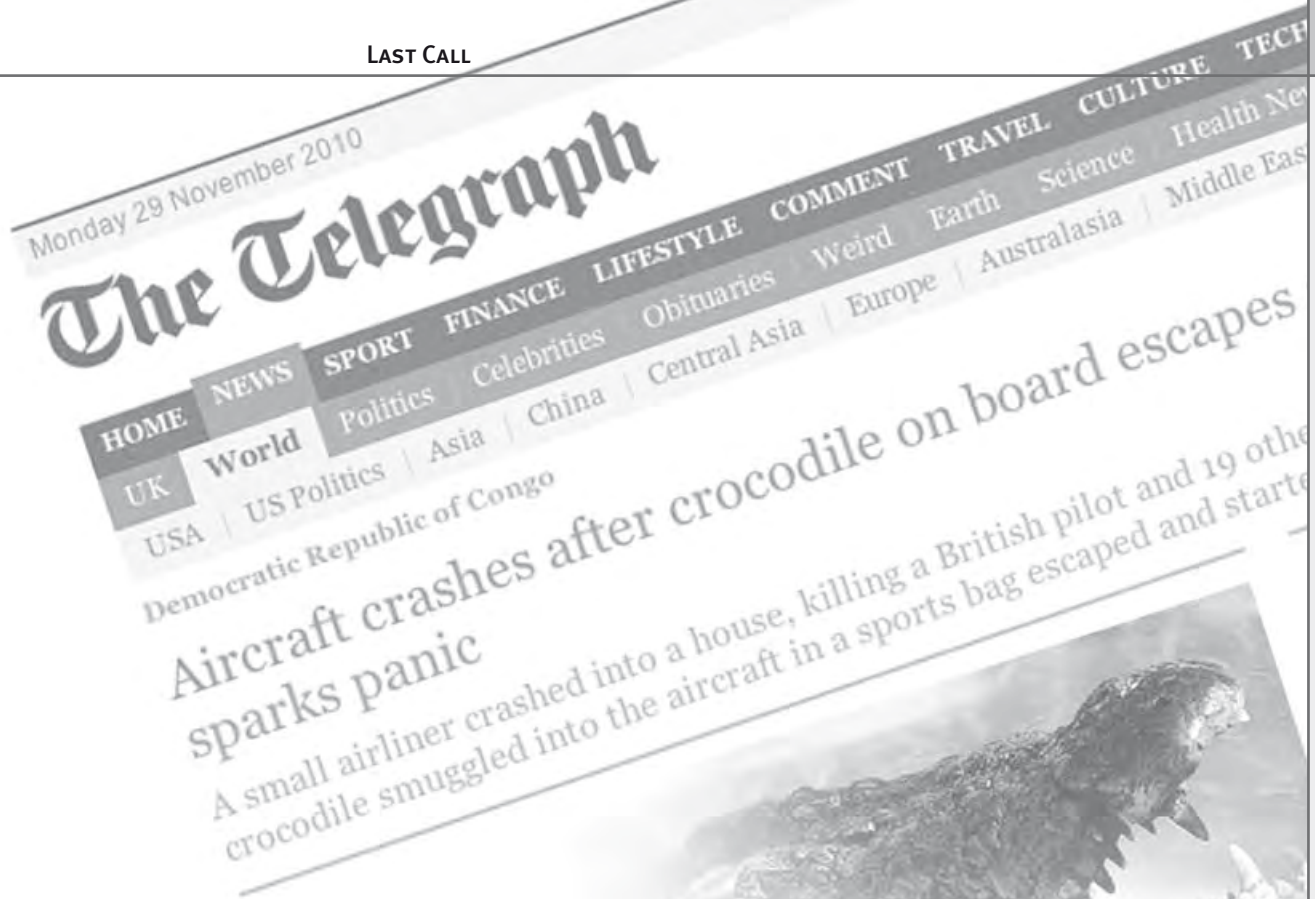 Last Call
Monday 29 November 2010
The Telegraph
HOME NEWS SPORT FINANCE LIFESTYLE COMMENT TRAVEL CULTURE
UK World Politics Celebrities Obituaries Weird Earth Science Health
USA | US Politics | Asia | China | Central Asia | Europe | Australasia | Middle
Democratic Republic of Congo
Aircraft crashes after crocodile on board escapes
sparks panic
A small airliner crashed into a house, killing a British pilot and 19
crocodile smuggled into the aircraft in a sports bag escaped and